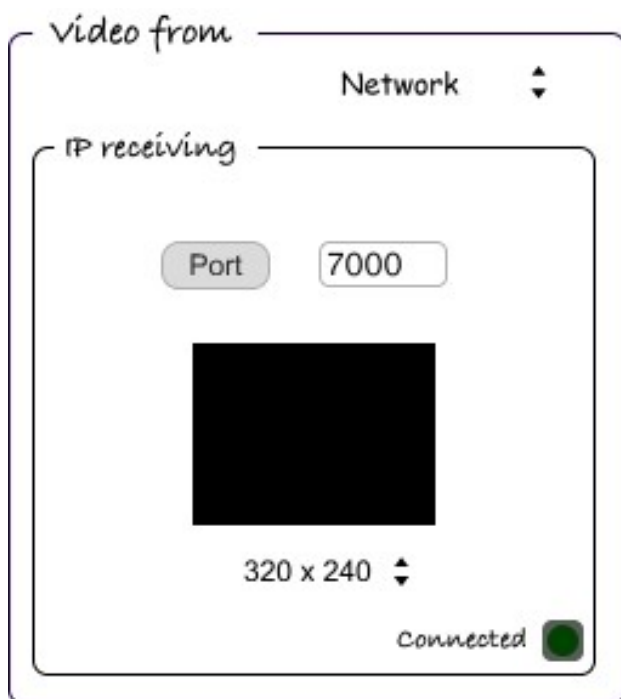 Video from
Network
IP receiving
Port 7000
320 x 240
Connected